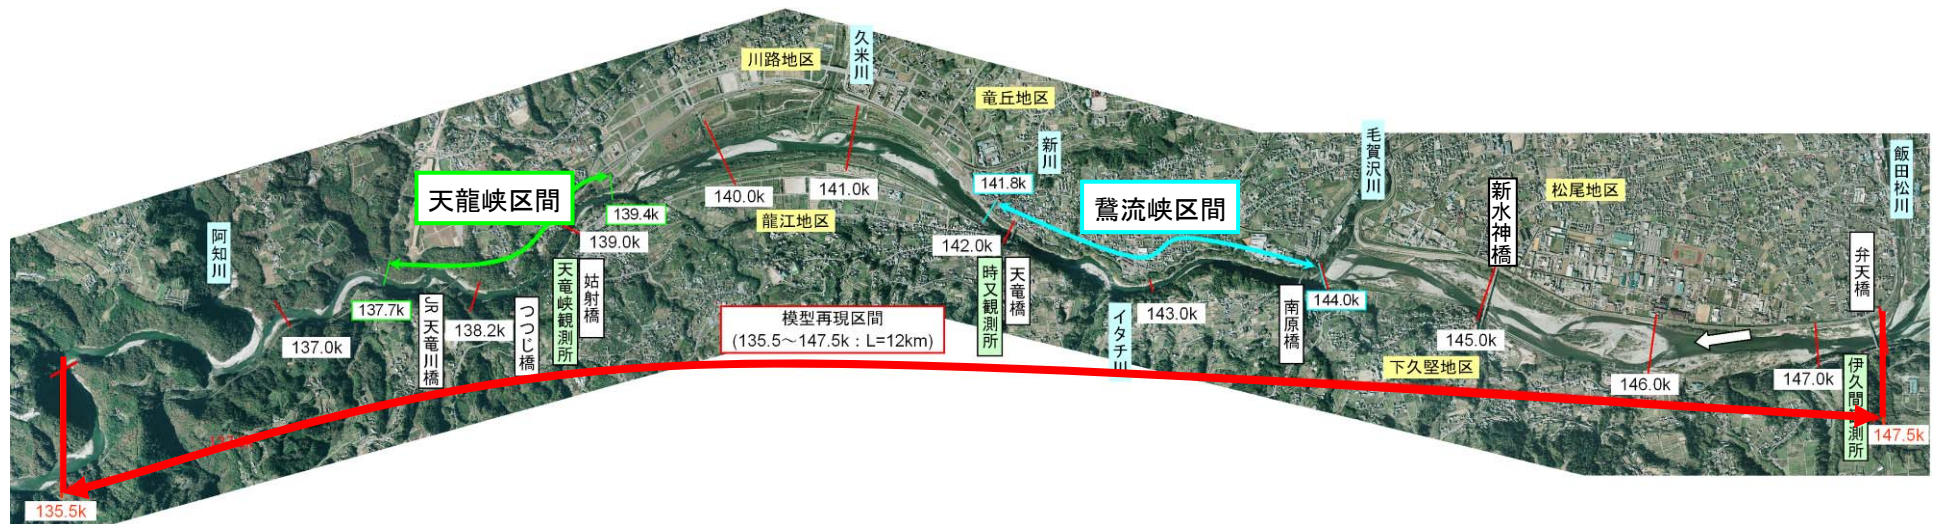 川路地区
久米川
竜丘地区
新川
毛賀沢川
飯田松川
天龍峡区間
139.4k
139.0k
140.0k
141.0k
141.8k
鵞流峡区間
新水神橋
松尾地区
弁天橋
阿知川
龍江地区
142.0k
137.7k
137.0k
JR天竜川橋
138.2k
つつじ橋
天竜峡観測所
姑射橋
時又観測所
天竜橋
イタチ川
143.0k
南原橋
144.0k
145.0k
下久堅地区
146.0k
147.0k
模型再現区間
(135.5～147.5k：L=12km)
147.5k
135.5k